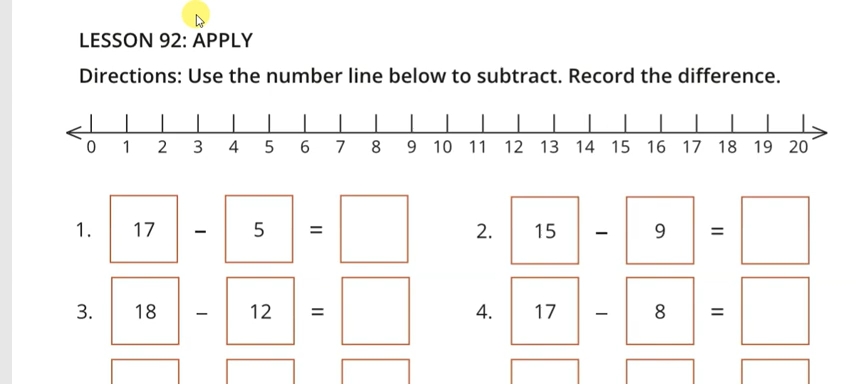 LESSON 92: APPLY
Directions: Use the number line below to subtract. Record the difference.
0 1 2 3 4 5 6 7 8 9 10 11 12 13 14 15 16 17 18 19 20
1. 17 – 5 = 2. 15 – 9 =
3. 18 – 12 = 4. 17 – 8 =